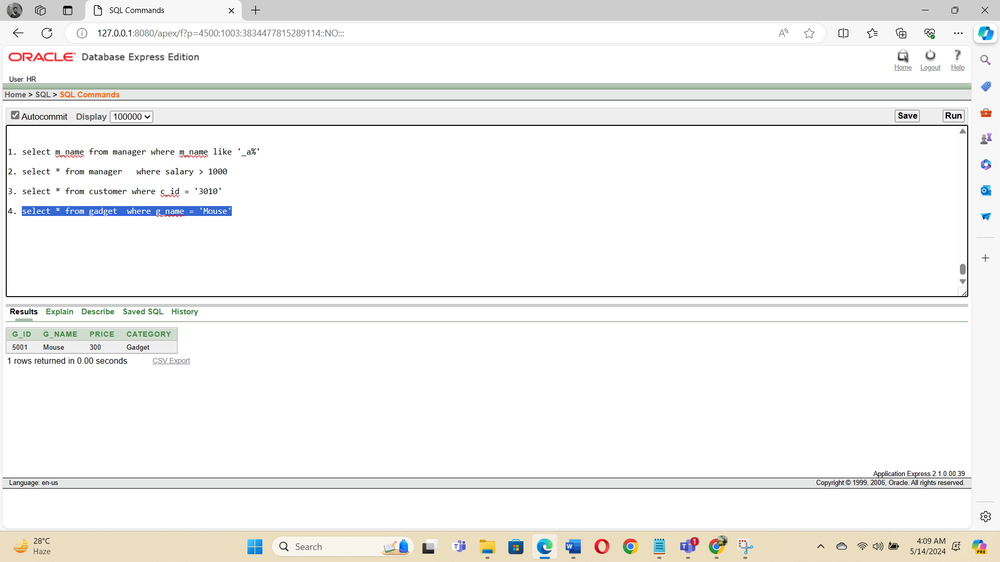 SQL Commands
127.0.0.1:8080/apex/f?p=4500:1003:3834477815289114::NO:::
ORACLE Database Express Edition
Home Logout Help
User: HR
Home > SQL > SQL Commands
Autocommit Display 100000 Save Run
1. select m_name from manager where m_name like '_a%'
2. select * from manager   where salary > 1000
3. select * from customer where c_id = '3010'
4. select * from gadget  where g_name = 'Mouse'
Results Explain Describe Saved SQL History
G_ID G_NAME PRICE CATEGORY
5001 Mouse 300 Gadget
1 rows returned in 0.00 seconds CSV Export
Application Express 2.1.0.00.39
Language: en-us Copyright © 1999, 2006, Oracle. All rights reserved.
28°C
Haze
Search
1
4:09 AM
5/14/2024
PRE